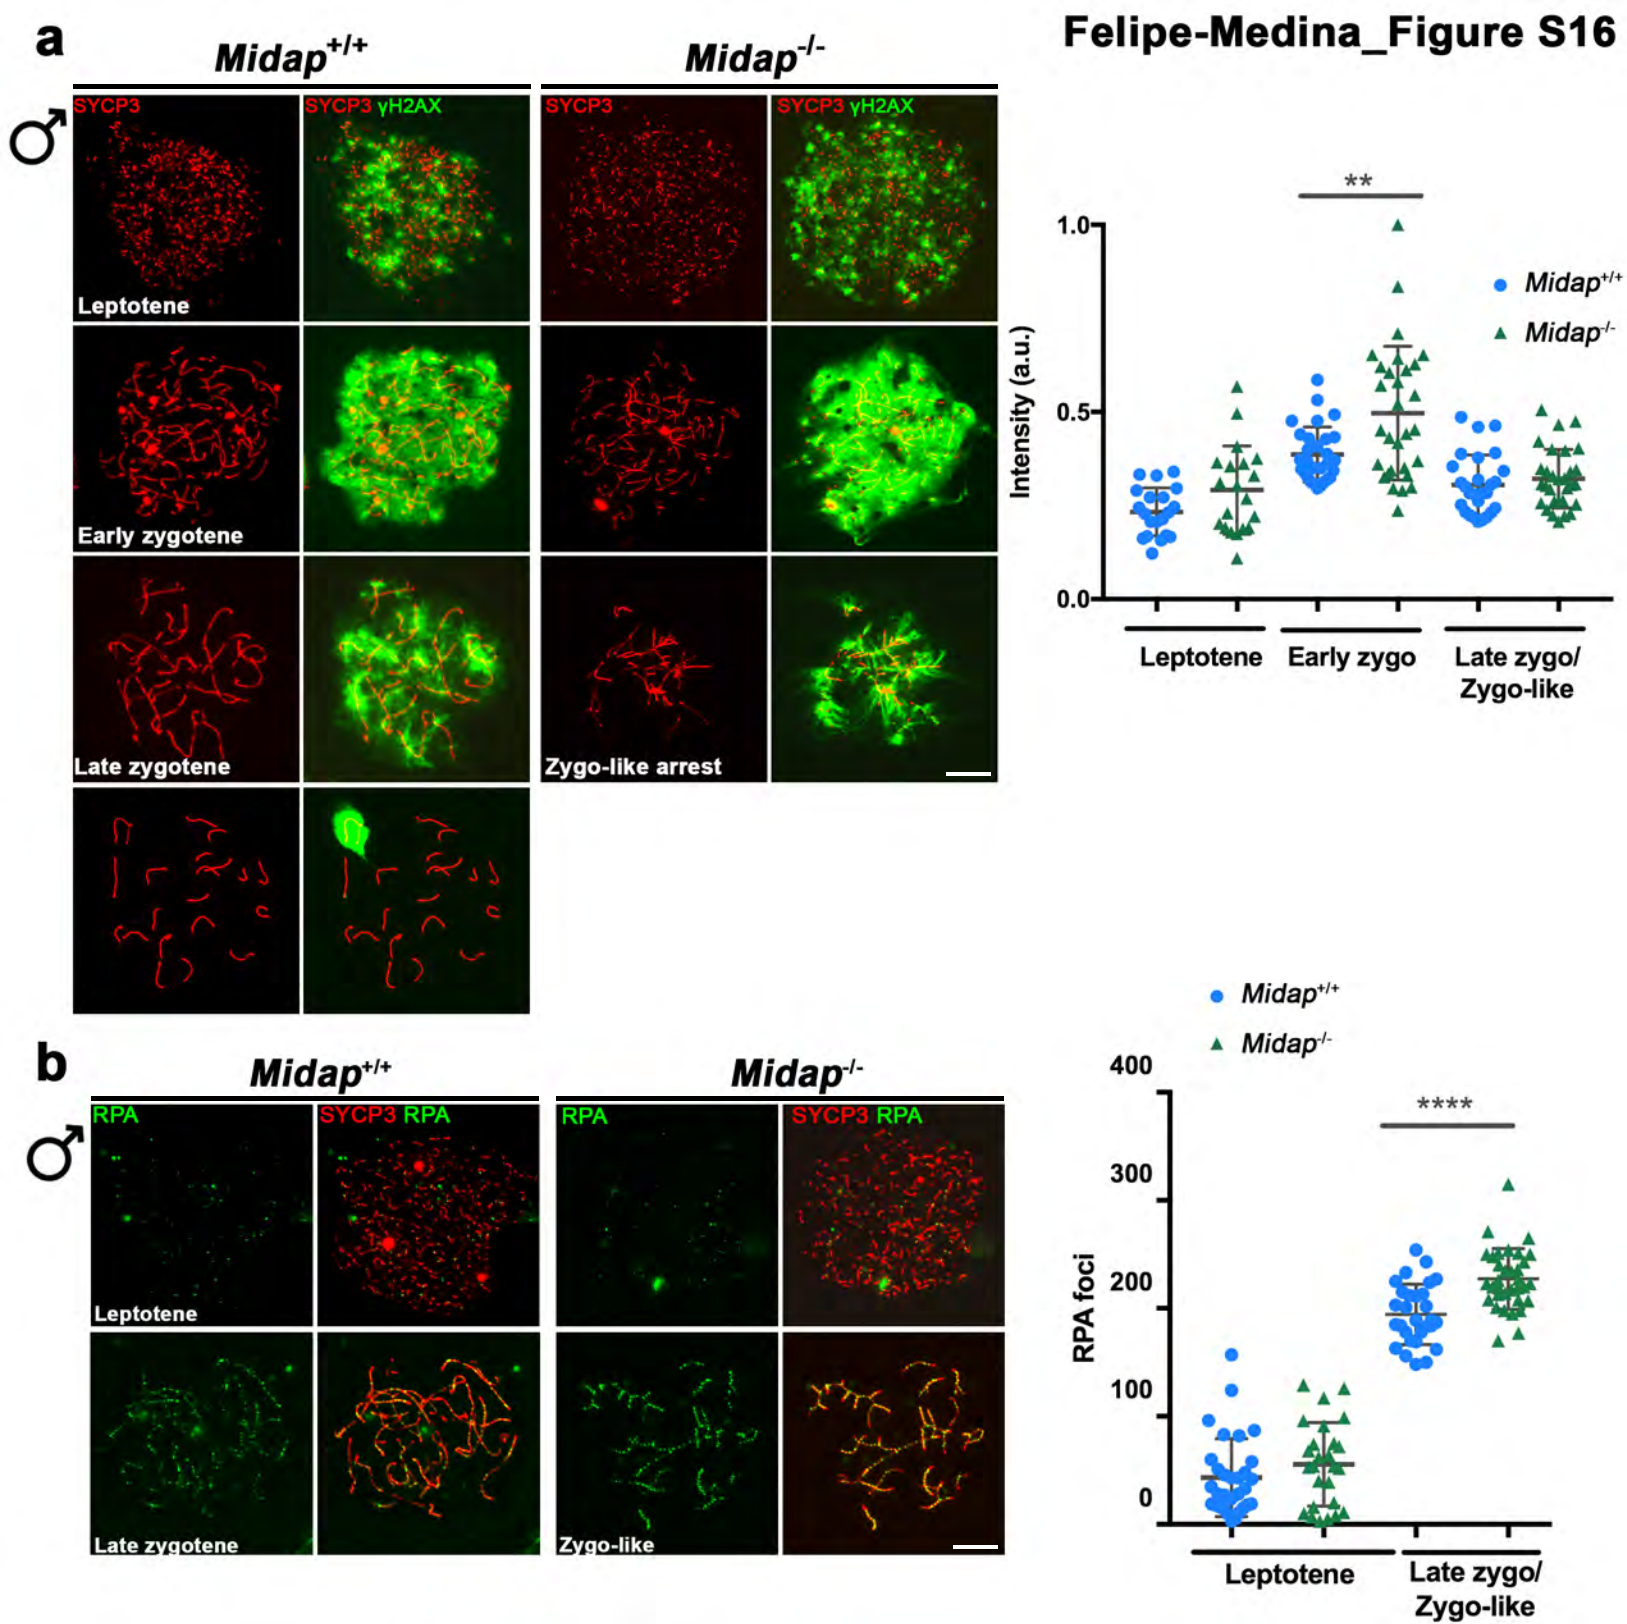 Felipe-Medina_Figure S16
a
Midap+/+
Midap-/-
SYCP3
SYCP3 γH2AX
SYCP3
SYCP3 γH2AX
Leptotene
Early zygotene
Late zygotene
Zygo-like arrest
**
1.0
0.5
0.0
Intensity (a.u.)
Midap+/+
Midap-/-
Leptotene
Early zygo
Late zygo/
Zygo-like
b
Midap+/+
Midap-/-
RPA
SYCP3 RPA
RPA
SYCP3 RPA
Leptotene
Late zygotene
Zygo-like
Midap+/+
Midap-/-
****
400
300
200
100
0
RPA foci
Leptotene
Late zygo/
Zygo-like